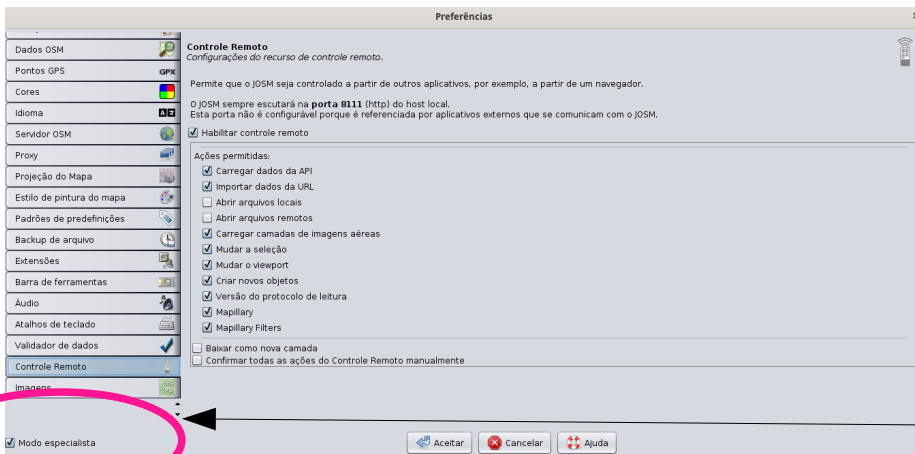 Preferências
Dados OSM
Pontos GPS
GPX
Cores
Idioma
Servidor OSM
Proxy
Projeção do Mapa
Estilo de pintura do mapa
Padrões de predefinições
Backup de arquivo
Extensões
Barra de ferramentas
Áudio
Atalhos de teclado
Validador de dados
Controle Remoto
Imagens
Modo especialista
Controle Remoto
Configurações do recurso de controle remoto.
Permite que o JOSM seja controlado a partir de outros aplicativos, por exemplo, a partir de um navegador.
O JOSM sempre escutará na porta 8111 (http) do host local.
Esta porta não é configurável porque é referenciada por aplicativos externos que se comunicam com o JOSM.
Habilitar controle remoto
Ações permitidas:
Carregar dados da API
Importar dados da URL
Abrir arquivos locais
Abrir arquivos remotos
Carregar camadas de imagens aéreas
Mudar a seleção
Mudar o viewport
Criar novos objetos
Versão do protocolo de leitura
Mapillary
Mapillary Filters
Baixar como nova camada
Confirmar todas as ações do Controle Remoto manualmente
Aceitar
Cancelar
Ajuda